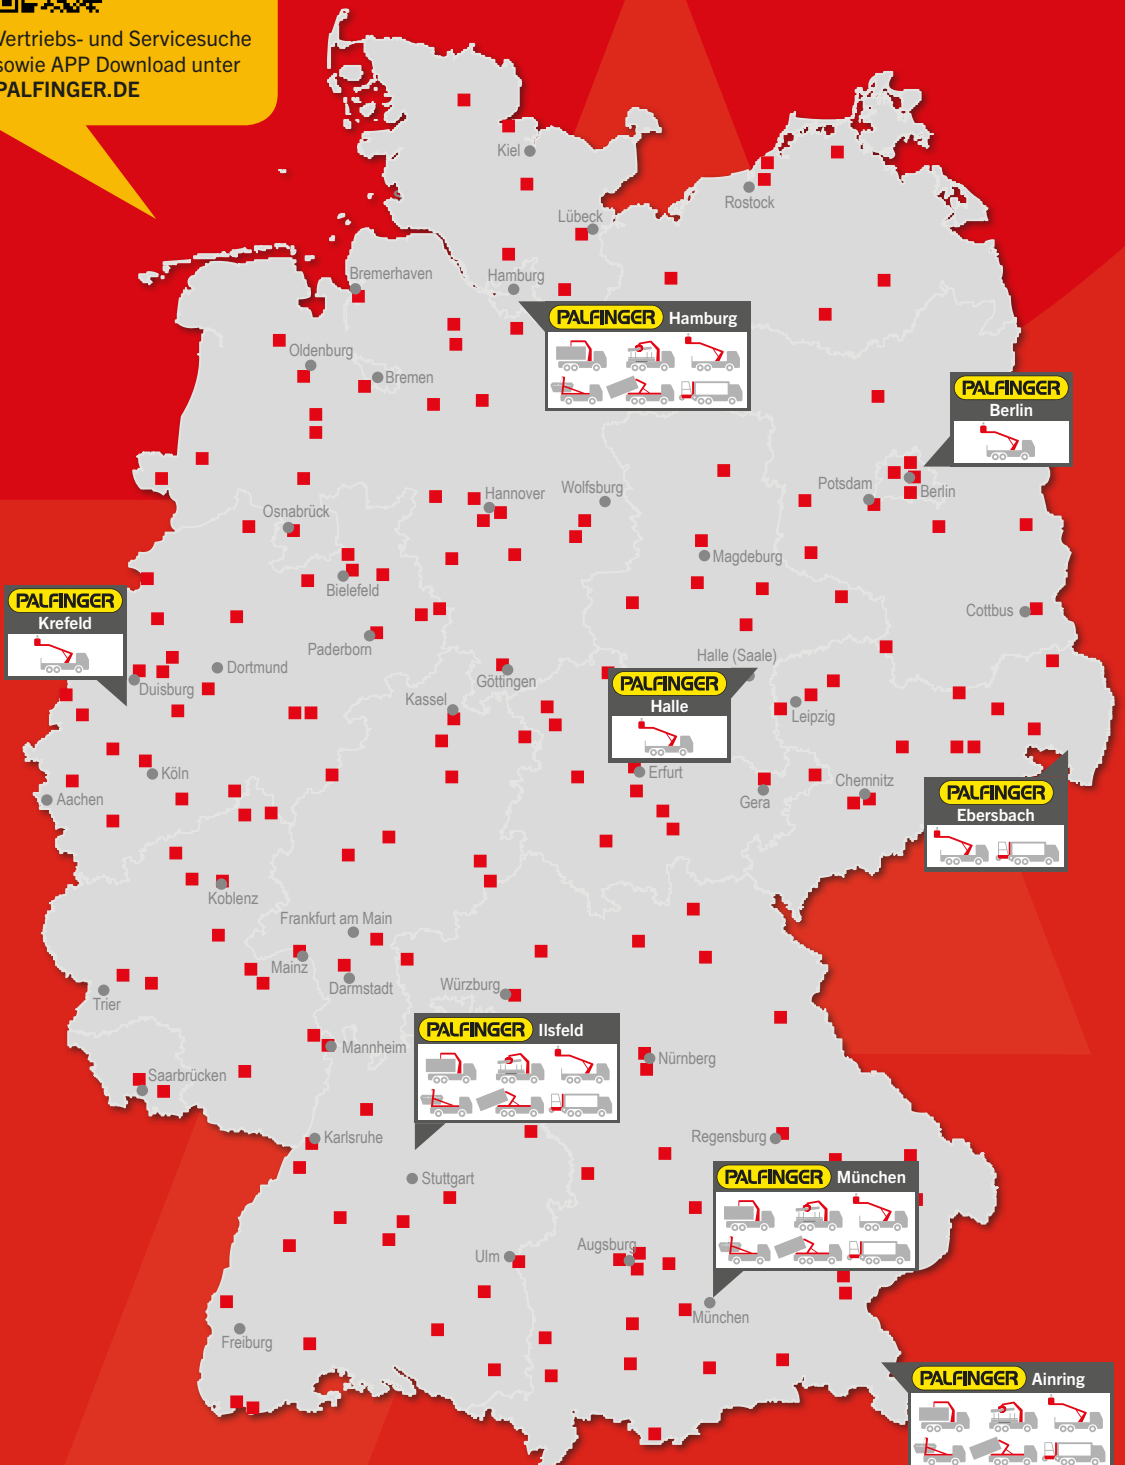 Vertriebs- und Servicesuche
sowie APP Download unter
PALFINGER.DE
Kiel
Rostock
Lübeck
Bremerhaven
Hamburg
PALFINGER Hamburg
Oldenburg
Bremen
PALFINGER
Berlin
Hannover
Wolfsburg
Potsdam
Berlin
Osnabrück
Magdeburg
Bielefeld
PALFINGER
Krefeld
Cottbus
Paderborn
Halle (Saale)
Dortmund
Göttingen
Duisburg
PALFINGER
Halle
Kassel
Leipzig
Köln
Erfurt
Chemnitz
Aachen
Gera
PALFINGER
Ebersbach
Koblenz
Frankfurt am Main
Mainz
Darmstadt
Würzburg
Trier
PALFINGER Ilsfeld
Mannheim
Nürnberg
Saarbrücken
Karlsruhe
Regensburg
Stuttgart
PALFINGER München
Augsburg
Ulm
München
Freiburg
PALFINGER Ainring